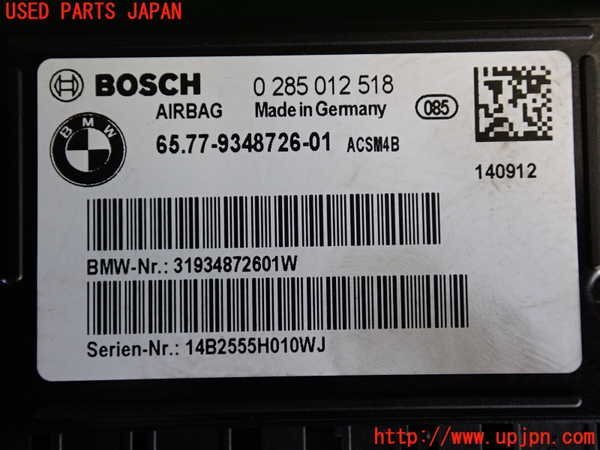 USED PARTS JAPAN
BOSCH 0 285 012 518
AIRBAG Made in Germany 085
BMW
65.77-9348726-01 ACSM4B
140912
BMW-Nr.: 31934872601W
Serien-Nr.: 14B2555H010WJ
http://www.upjpn.com